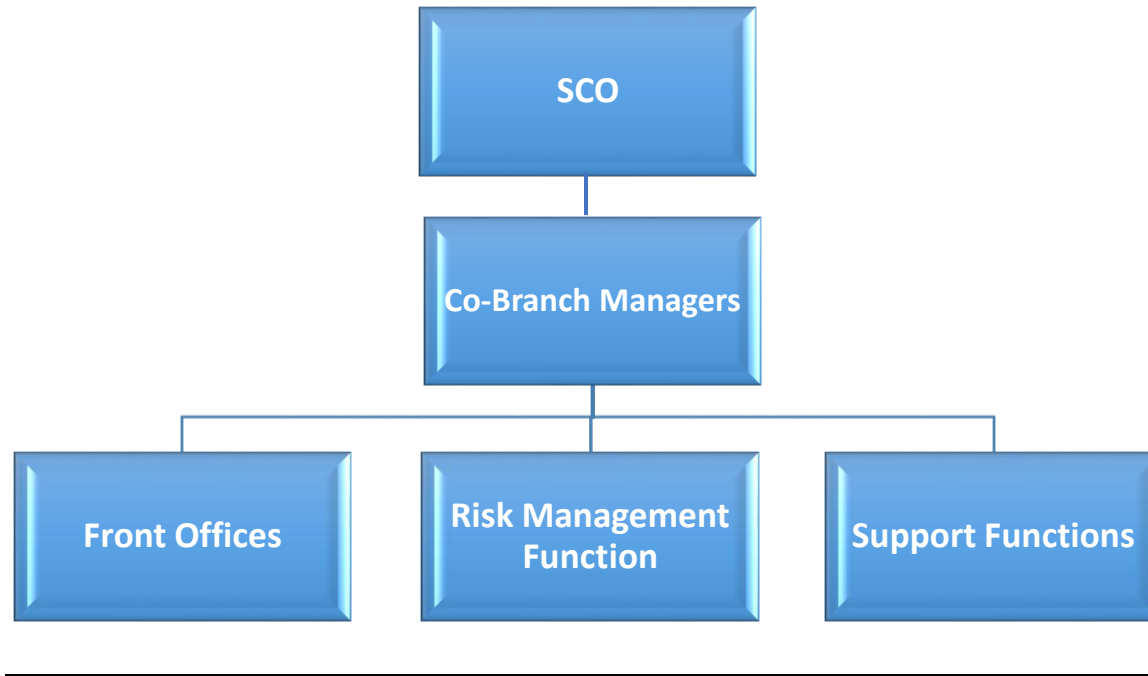 SCO
Co-Branch Managers
Front Offices
Risk Management
Function
Support Functions